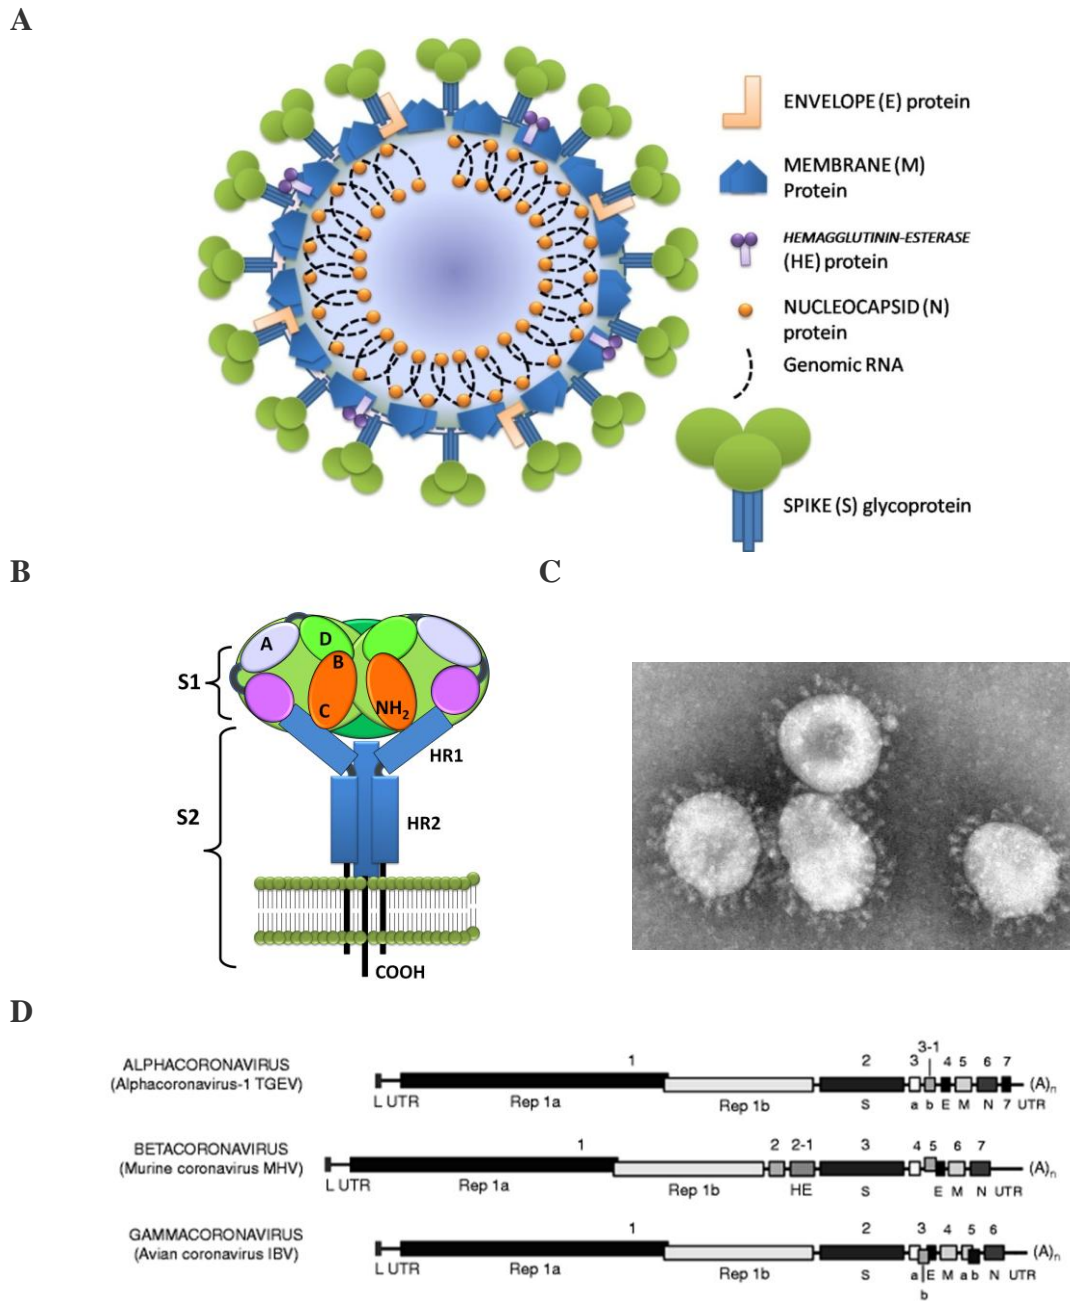 A
ENVELOPE (E) protein
MEMBRANE (M)
Protein
HEMAGGLUTININ-ESTERASE
(HE) protein
NUCLEOCAPSID (N)
protein
Genomic RNA
SPIKE (S) glycoprotein
B
C
A
D
B
S1
C
NH2
HR1
S2
HR2
COOH
D
ALPHACORONAVIRUS
(Alphacoronavirus-1 TGEV)
1 2 3 3-1 4 5 6 7
(A)n
L UTR Rep 1a Rep 1b S a b E M N 7 UTR
BETACORONAVIRUS
(Murine coronavirus MHV)
1 2 2-1 3 4 5 6 7
(A)n
L UTR Rep 1a Rep 1b HE S E M N UTR
GAMMACORONAVIRUS
(Avian coronavirus IBV)
1 2 3 4 5 6
(A)n
L UTR Rep 1a Rep 1b S a E M a b N UTR
b